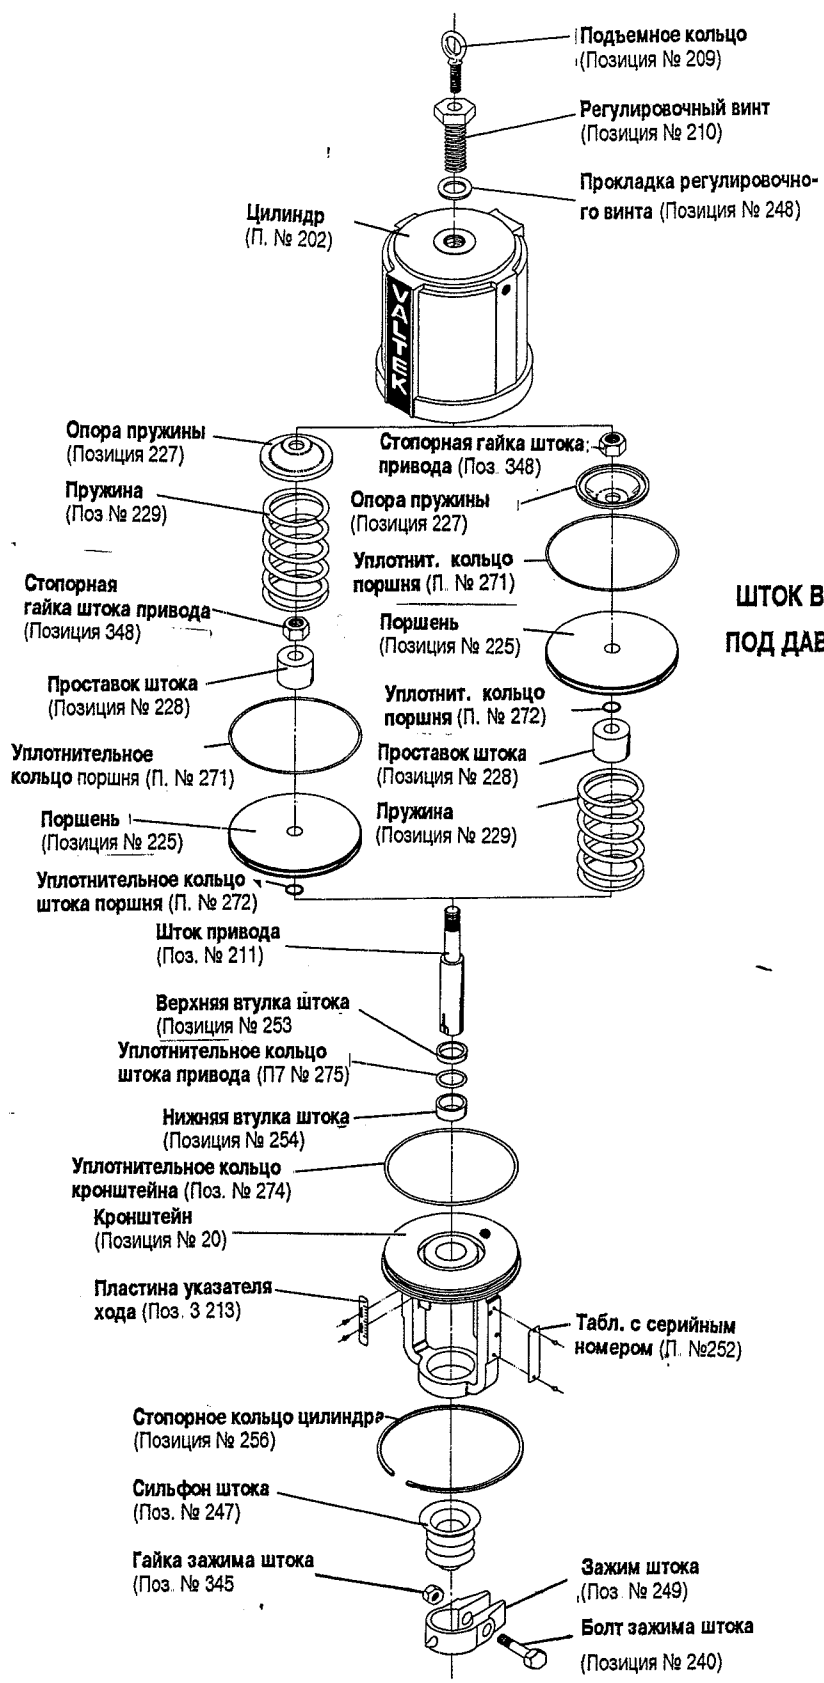 Подъемное кольцо
(Позиция № 209)
Регулировочный винт
(Позиция № 210)
Прокладка регулировочно-
го винта (Позиция № 248)
Цилиндр
(П. № 202)
VALTEK
Опора пружины
(Позиция 227)
Пружина
(Поз № 229)
Стопорная
гайка штока привода
(Позиция 348)
Проставок штока
(Позиция № 228)
Уплотнительное
кольцо поршня (П. № 271)
Поршень
(Позиция № 225)
Уплотнительное кольцо
штока поршня (П. № 272)
Стопорная гайка штока
привода (Поз. 348)
Опора пружины
(Позиция 227)
Уплотнит. кольцо
поршня (П. № 271)
Поршень
(Позиция № 225)
Уплотнит. кольцо
поршня (П. № 272)
Проставок штока
(Позиция № 228)
Пружина
(Позиция № 229)
ШТОК В
ПОД ДАВ
Шток привода
(Поз. № 211)
Верхняя втулка штока
(Позиция № 253
Уплотнительное кольцо
штока привода (П7 № 275)
Нижняя втулка штока
(Позиция № 254)
Уплотнительное кольцо
кронштейна (Поз. № 274)
Кронштейн
(Позиция № 20)
Пластина указателя
хода (Поз. 3 213)
Табл. с серийным
номером (П. №252)
Стопорное кольцо цилиндра
(Позиция № 256)
Сильфон штока
(Поз. № 247)
Гайка зажима штока
(Поз. № 345
Зажим штока
(Поз № 249)
Болт зажима штока
(Позиция № 240)